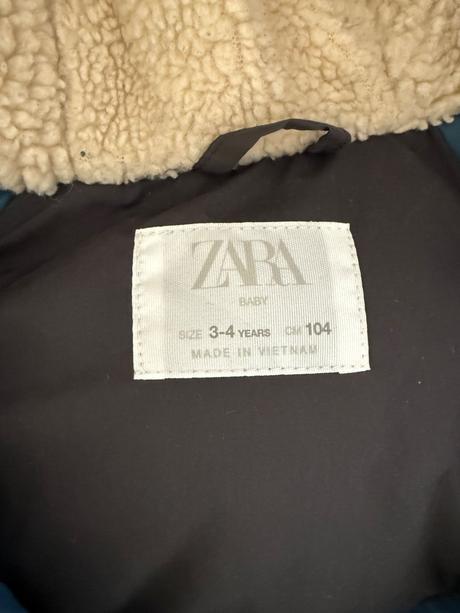 ZARA
BABY
SIZE 3-4 YEARS CM 104
MADE IN VIETNAM